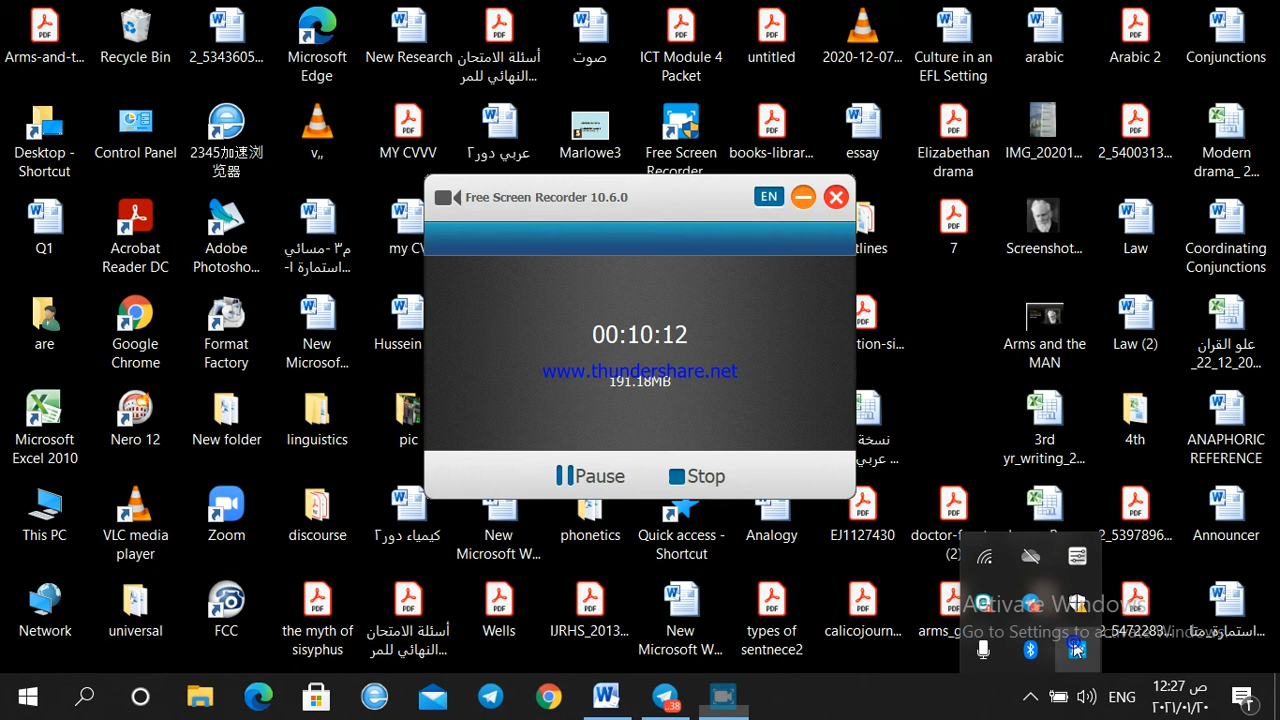 Arms-and-t...
Recycle Bin
2_5343605...
Microsoft
Edge
New Research
أسئلة الامتحان
النهائي للمر
صوت
ICT Module 4
Packet
untitled
2020-12-07...
Culture in an
EFL Setting
arabic
Arabic 2
Conjunctions
Desktop -
Shortcut
Control Panel
2345加速浏
览器
v,,
MY CVVV
عربي دور٢
Marlowe3
Free Screen
Recorder
books-librar...
essay
Elizabethan
drama
IMG_20201...
2_5400313...
Modern
drama_ 2...
Free Screen Recorder 10.6.0
EN
Q1
Acrobat
Reader DC
Adobe
Photosho...
م٣ -مسائي
استمارة ا-
my CV
tlines
7
Screenshot...
Law
Coordinating
Conjunctions
are
Google
Chrome
Format
Factory
New
Microsof...
Hussein
00:10:12
www.thundershare.net
191.18MB
tion-si...
Arms and the
MAN
Law (2)
علو القران
_22_12_20...
Microsoft
Excel 2010
Nero 12
New folder
linguistics
pic
نسخة
عربي ...
3rd
yr_writing_2...
4th
ANAPHORIC
REFERENCE
Pause
Stop
This PC
VLC media
player
Zoom
discourse
كيمياء دور٢
New
Microsoft W...
phonetics
Quick access -
Shortcut
Analogy
EJ1127430
doctor-f
(2)
2_5397896...
Announcer
Network
universal
FCC
the myth of
sisyphus
أسئلة الامتحان
النهائي للمر
Wells
IJRHS_2013...
New
Microsoft W...
types of
sentnece2
calicojourn...
arms_
2_5472283
Activate Windows
Go to Settings to activate Windows.
38
ENG
12:27 ص
٢٠٢١/٠١/٢٠